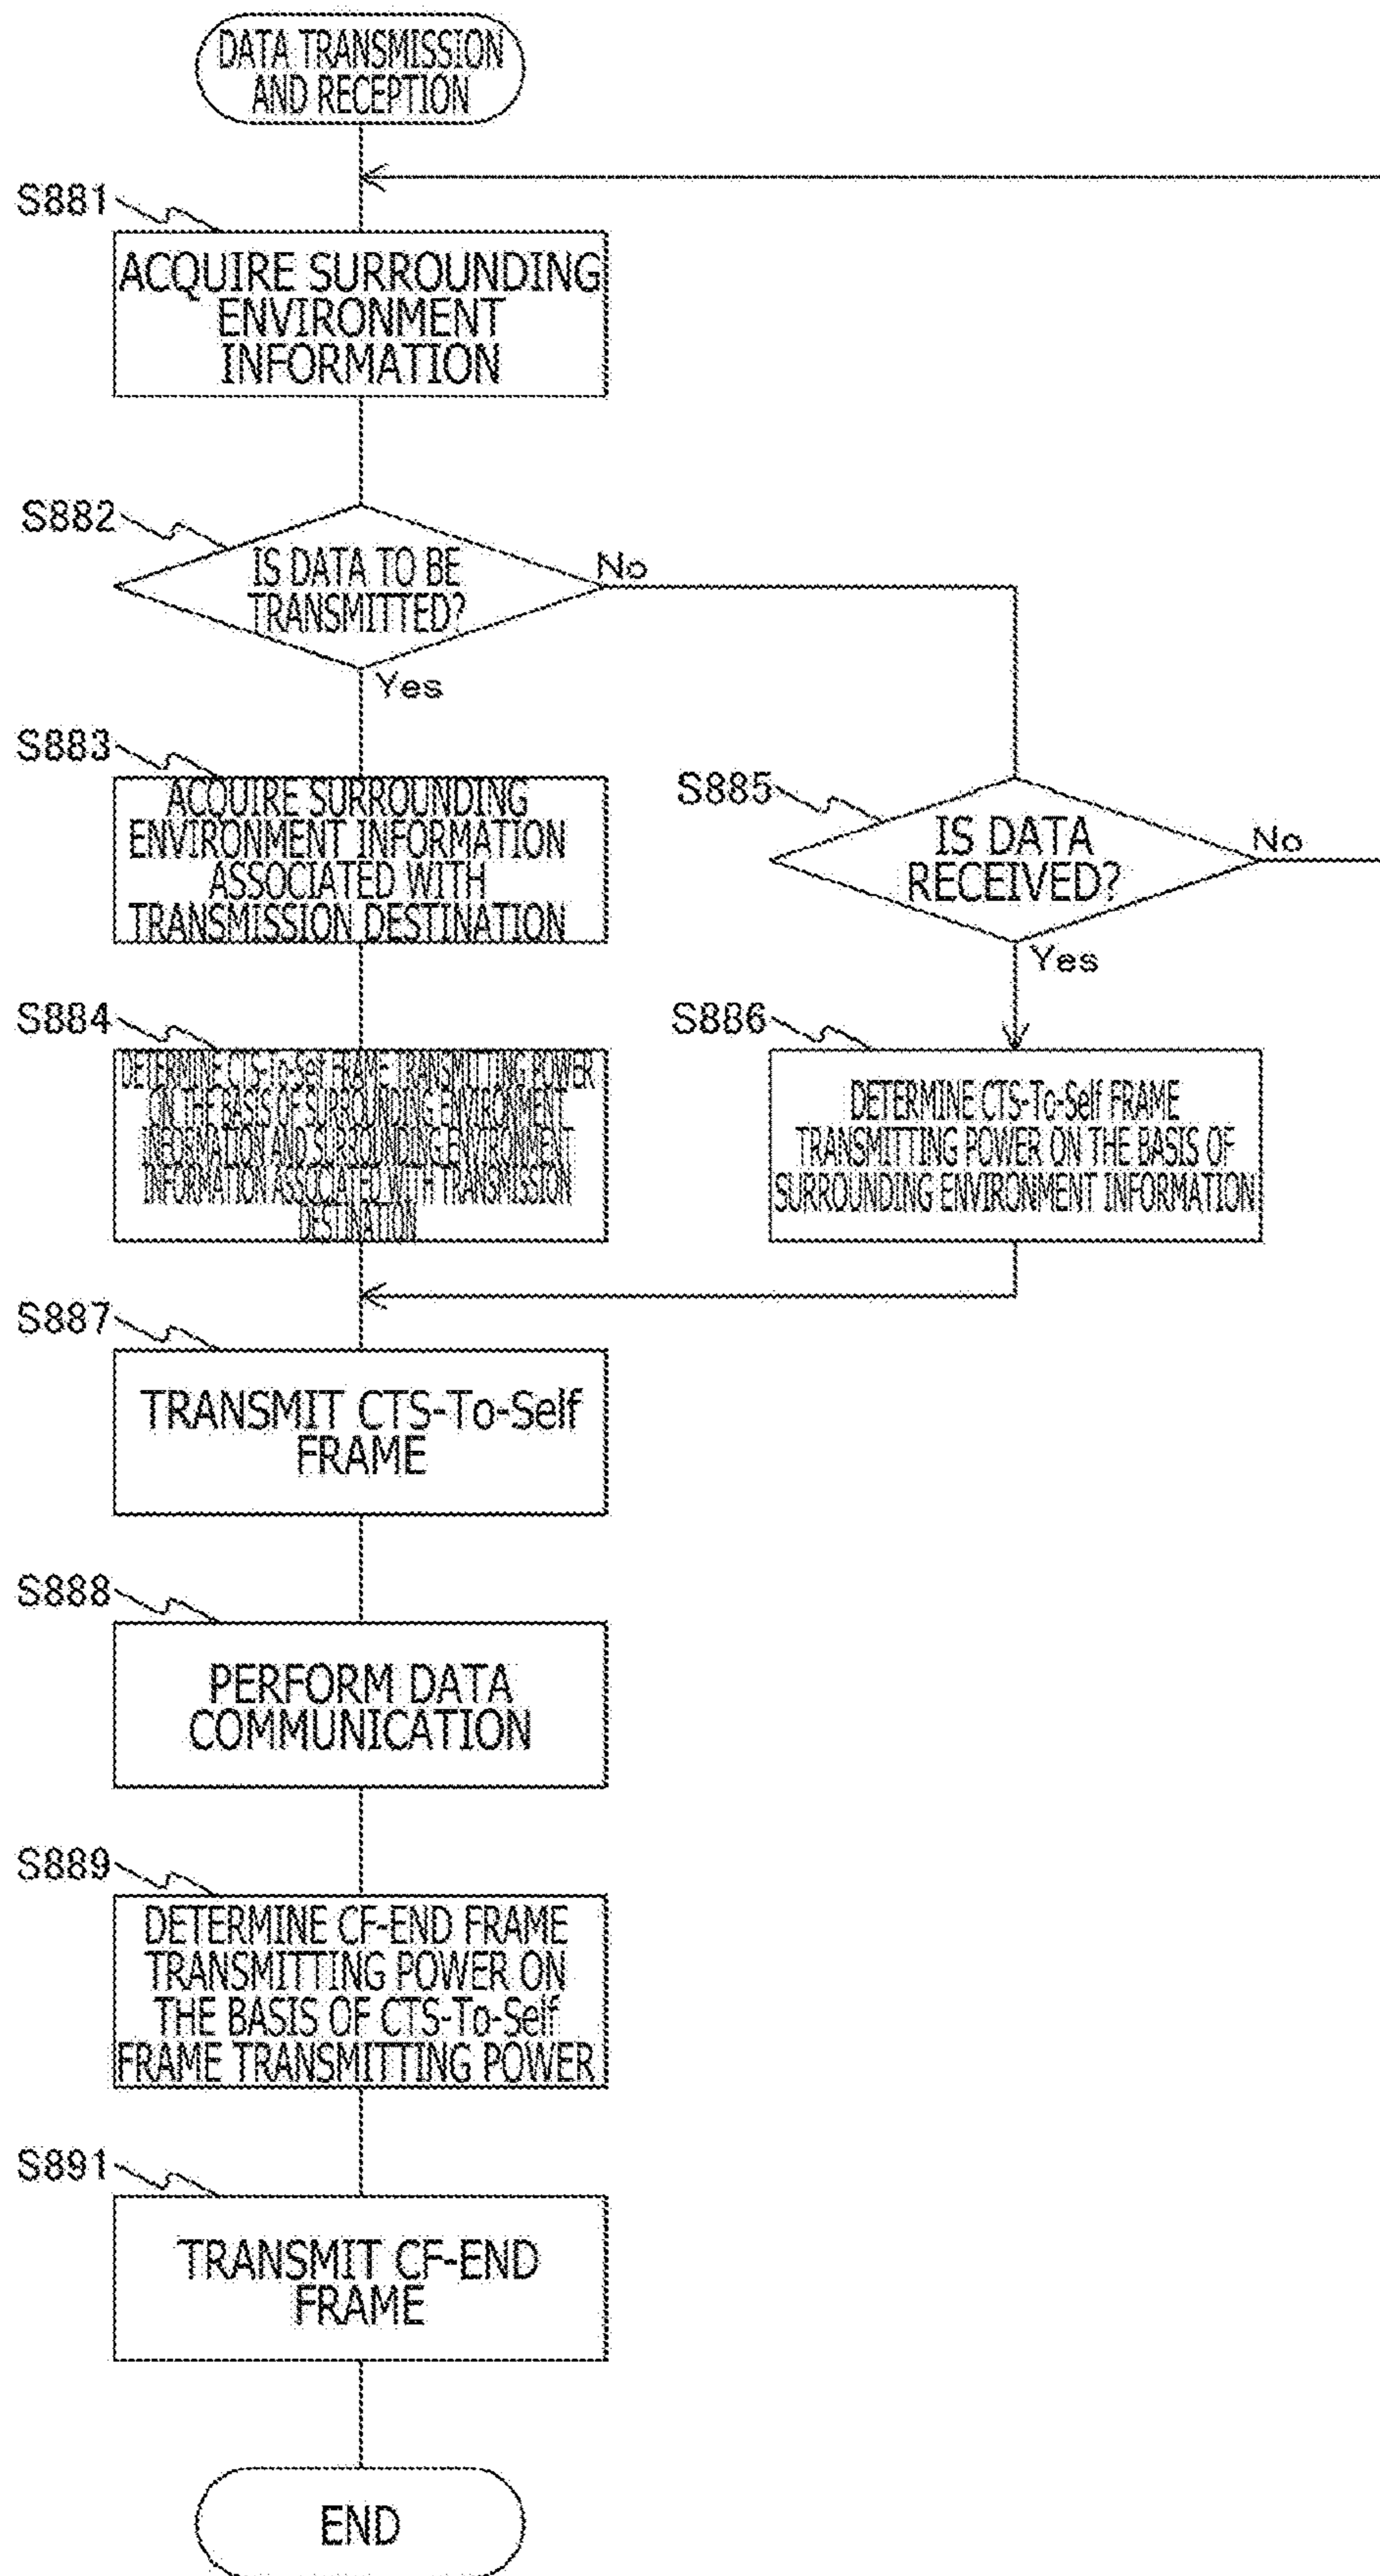 DATA TRANSMISSION
AND RECEPTION
S881
ACQUIRE SURROUNDING
ENVIRONMENT
INFORMATION
S882
IS DATA TO BE
TRANSMITTED?
No
Yes
S883
ACQUIRE SURROUNDING
ENVIRONMENT INFORMATION
ASSOCIATED WITH
TRANSMISSION DESTINATION
S885
IS DATA
RECEIVED?
No
Yes
S884
DETERMINE CTS-To-Self FRAME TRANSMITTING POWER
ON THE BASIS OF SURROUNDING ENVIRONMENT
INFORMATION AND SURROUNDING ENVIRONMENT
INFORMATION ASSOCIATED WITH TRANSMISSION
DESTINATION
S886
DETERMINE CTS-To-Self FRAME
TRANSMITTING POWER ON THE BASIS OF
SURROUNDING ENVIRONMENT INFORMATION
S887
TRANSMIT CTS-To-Self
FRAME
S888
PERFORM DATA
COMMUNICATION
S889
DETERMINE CF-END FRAME
TRANSMITTING POWER ON
THE BASIS OF CTS-To-Self
FRAME TRANSMITTING POWER
S891
TRANSMIT CF-END
FRAME
END